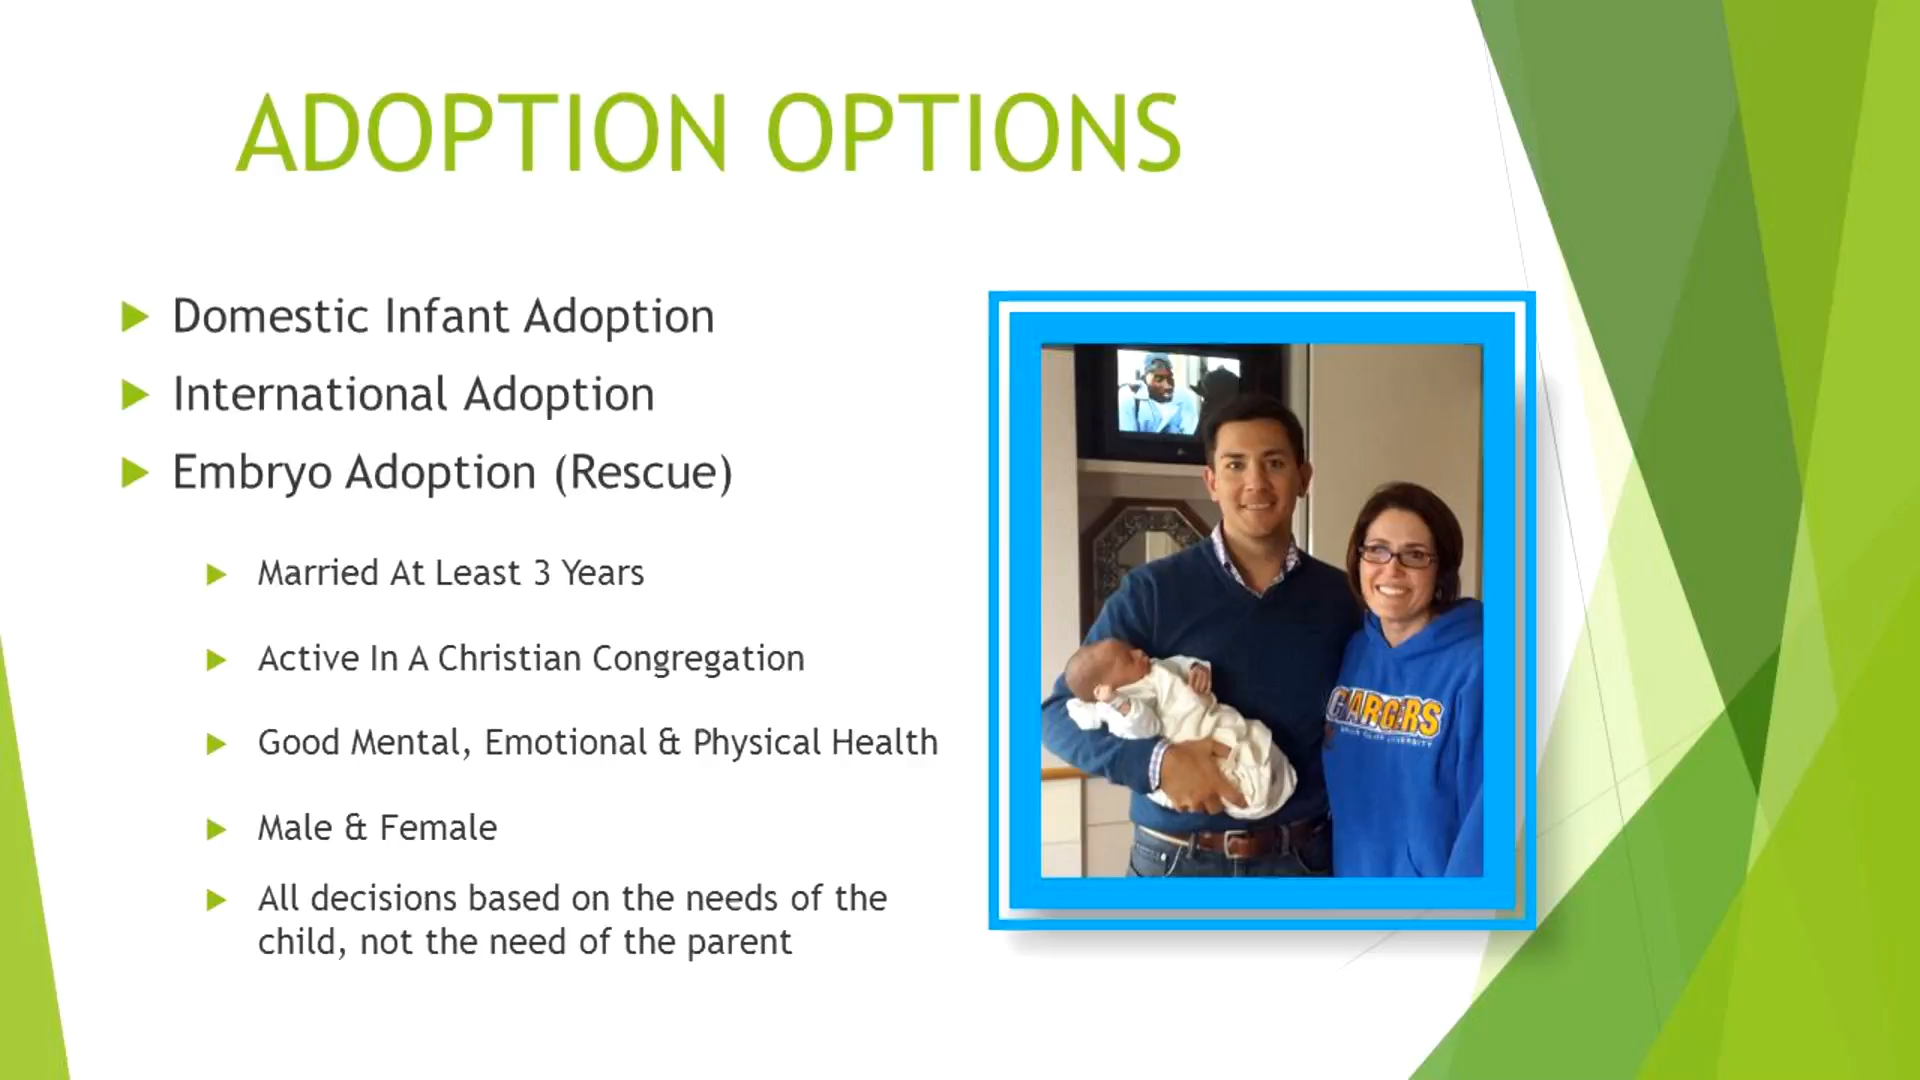 ADOPTION OPTIONS
Domestic Infant Adoption
International Adoption
Embryo Adoption (Rescue)
Married At Least 3 Years
Active In A Christian Congregation
Good Mental, Emotional & Physical Health
Male & Female
All decisions based on the needs of the
child, not the need of the parent
CHARGERS